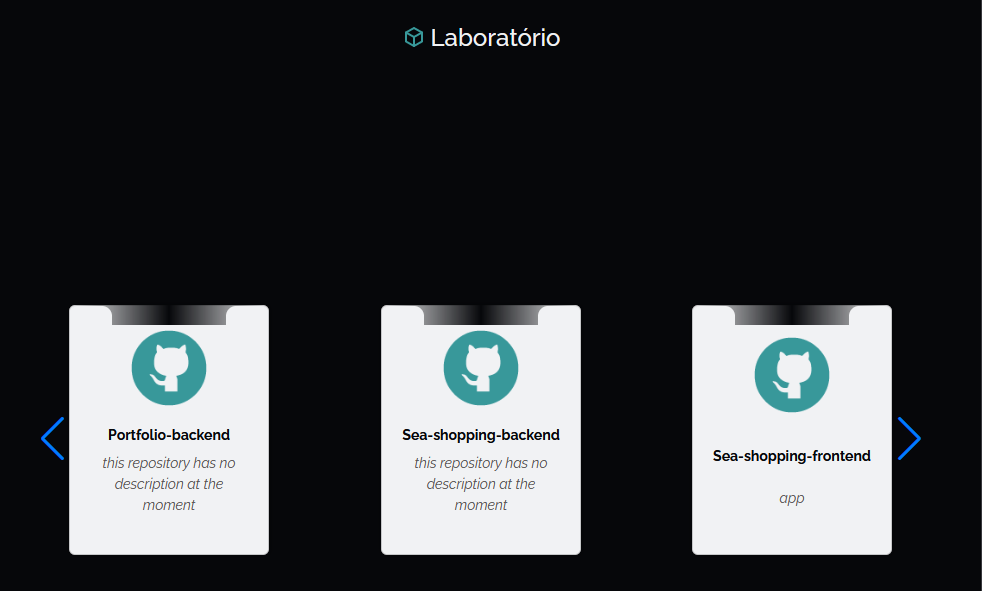 Laboratório
Portfolio-backend
this repository has no
description at the
moment
Sea-shopping-backend
this repository has no
description at the
moment
Sea-shopping-frontend
app